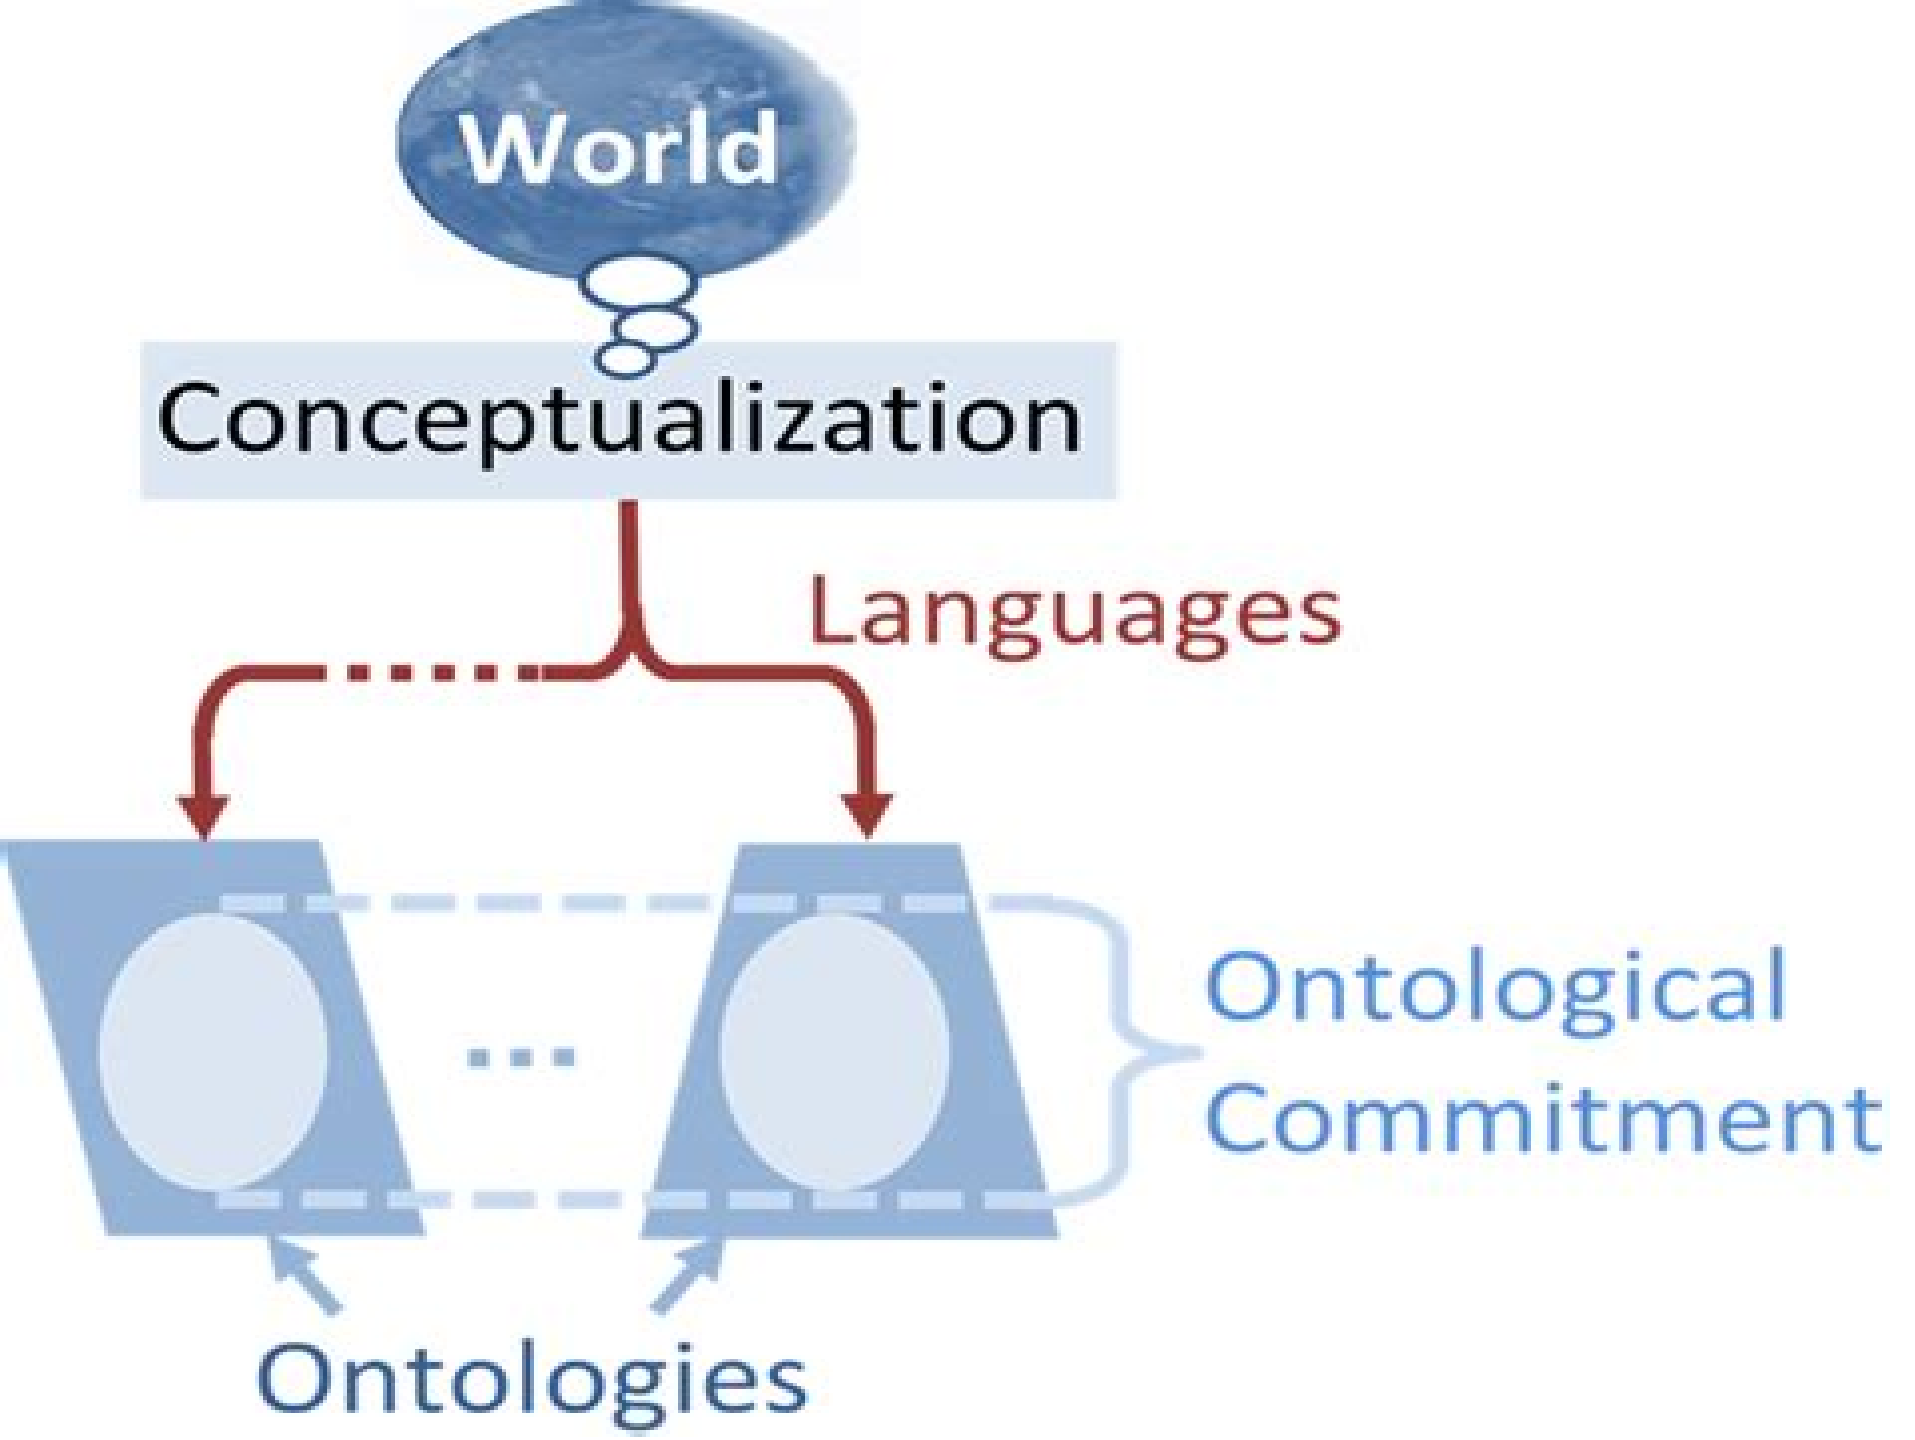 World
Conceptualization
Languages
Ontological
Commitment
Ontologies